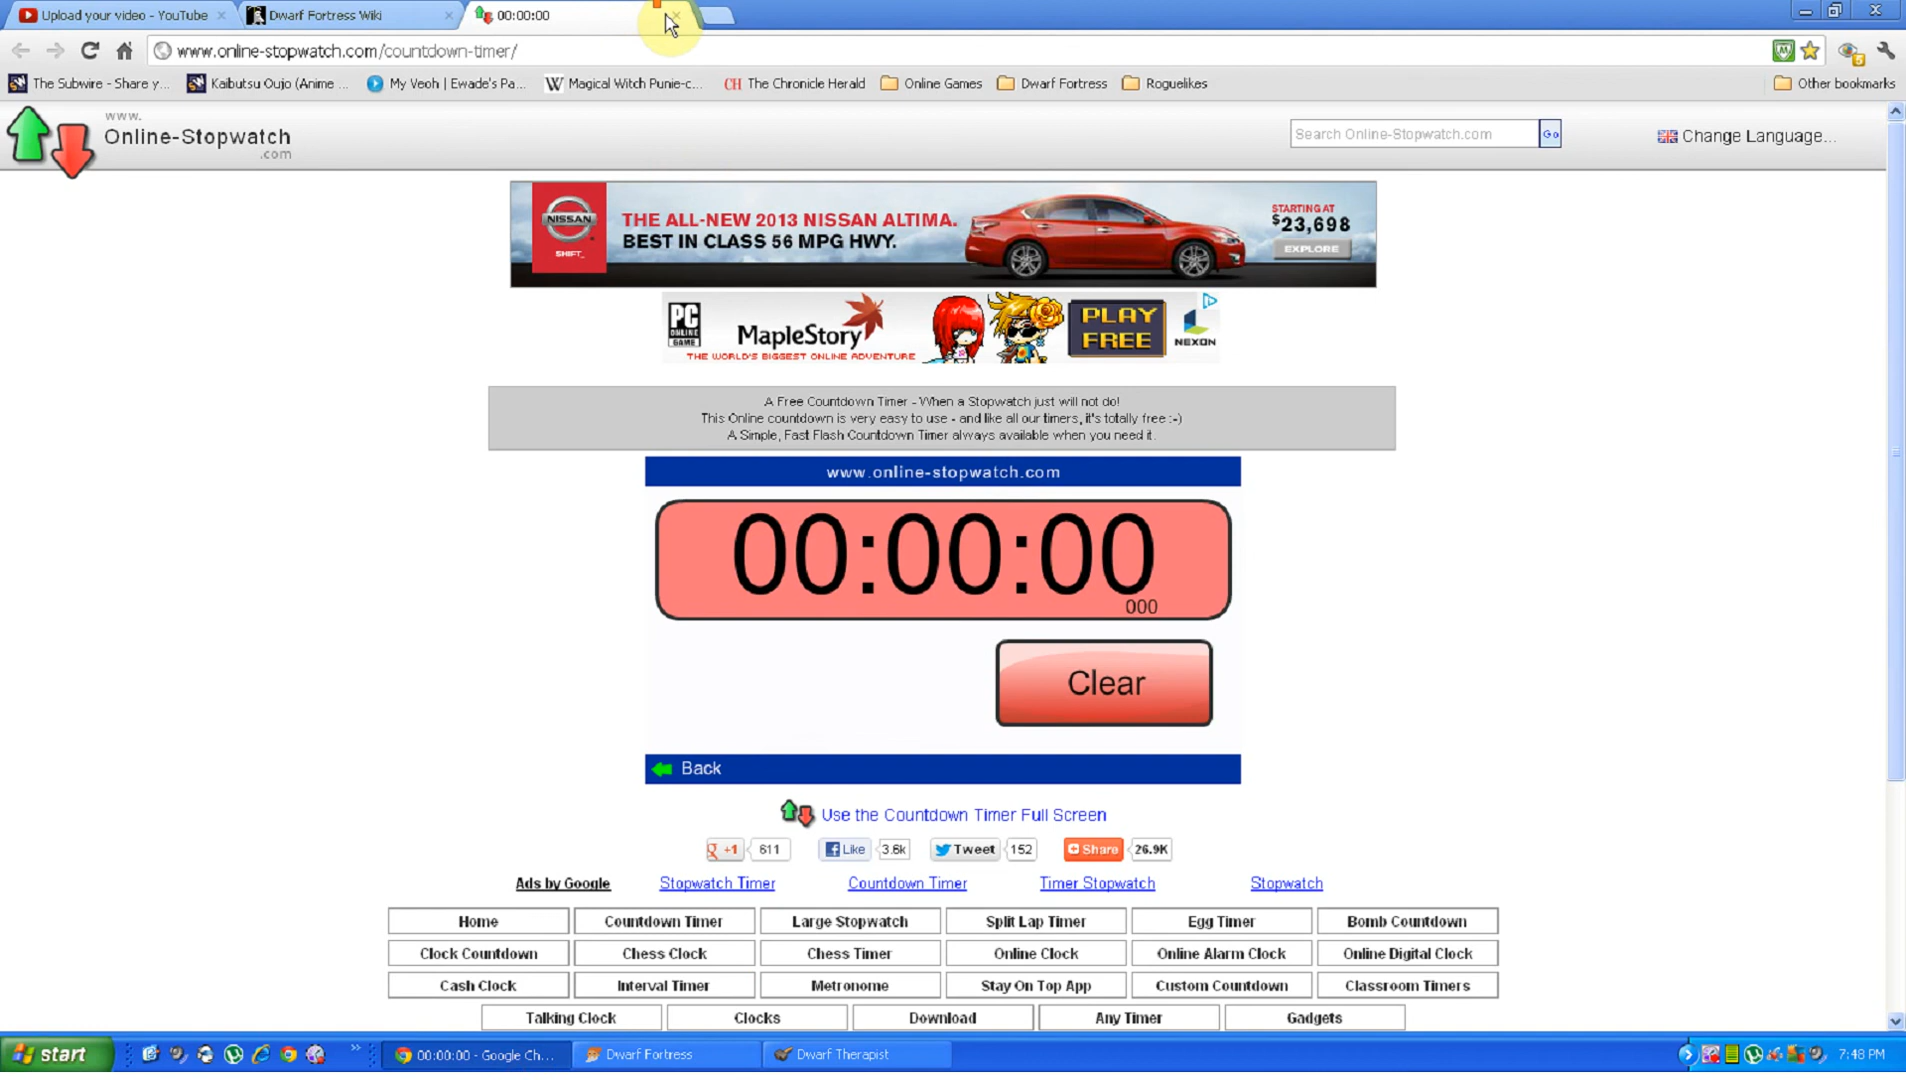 Upload your video - YouTube
Dwarf Fortress Wiki
00:00:00
www.online-stopwatch.com/countdown-timer/
5
The Subwire - Share y...
Kaibutsu Oujo (Anime ...
My Veoh | Ewade's Pa...
W Magical Witch Punie-c...
CH The Chronicle Herald
Online Games
Dwarf Fortress
Roguelikes
Other bookmarks
www.
Online-Stopwatch
.com
Search Online-Stopwatch.com
Go
Change Language...
NISSAN
SHIFT_
THE ALL-NEW 2013 NISSAN ALTIMA.
BEST IN CLASS 56 MPG HWY.
STARTING AT
$23,698
EXPLORE
PC
ONLINE
GAME
MapleStory
THE WORLD'S BIGGEST ONLINE ADVENTURE
PLAY
FREE
NEXON
A Free Countdown Timer - When a Stopwatch just will not do!
This Online countdown is very easy to use - and like all our timers, it's totally free :-)
A Simple, Fast Flash Countdown Timer always available when you need it.
www.online-stopwatch.com
00:00:00
000
Clear
Back
Use the Countdown Timer Full Screen
g +1 611
f Like 3.6k
Tweet 152
Share 26.9K
Ads by Google
Stopwatch Timer
Countdown Timer
Timer Stopwatch
Stopwatch
Home
Countdown Timer
Large Stopwatch
Split Lap Timer
Egg Timer
Bomb Countdown
Clock Countdown
Chess Clock
Chess Timer
Online Clock
Online Alarm Clock
Online Digital Clock
Cash Clock
Interval Timer
Metronome
Stay On Top App
Custom Countdown
Classroom Timers
Talking Clock
Clocks
Download
Any Timer
Gadgets
start
00:00:00 - Google Ch...
Dwarf Fortress
Dwarf Therapist
7:48 PM